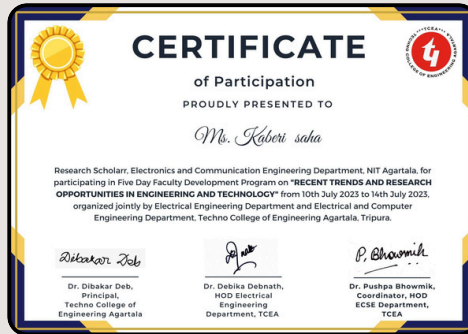 CERTIFICATE
of Participation
PROUDLY PRESENTED TO
Ms. Kaberi saha
Research Scholarr, Electronics and Communication Engineering Department, NIT Agartala, for
participating in Five Day Faculty Development Program on "RECENT TRENDS AND RESEARCH
OPPORTUNITIES IN ENGINEERING AND TECHNOLOGY" from 10th July 2023 to 14th July 2023,
organized jointly by Electrical Engineering Department and Electrical and Computer
Engineering Department, Techno College of Engineering Agartala, Tripura.
Dibakar Deb
P. Bhowmik
Dr. Dibakar Deb,
Principal,
Techno College of
Engineering Agartala
Dr. Debika Debnath,
HOD Electrical
Engineering
Department, TCEA
Dr. Pushpa Bhowmik,
Coordinator, HOD
ECSE Department,
TCEA